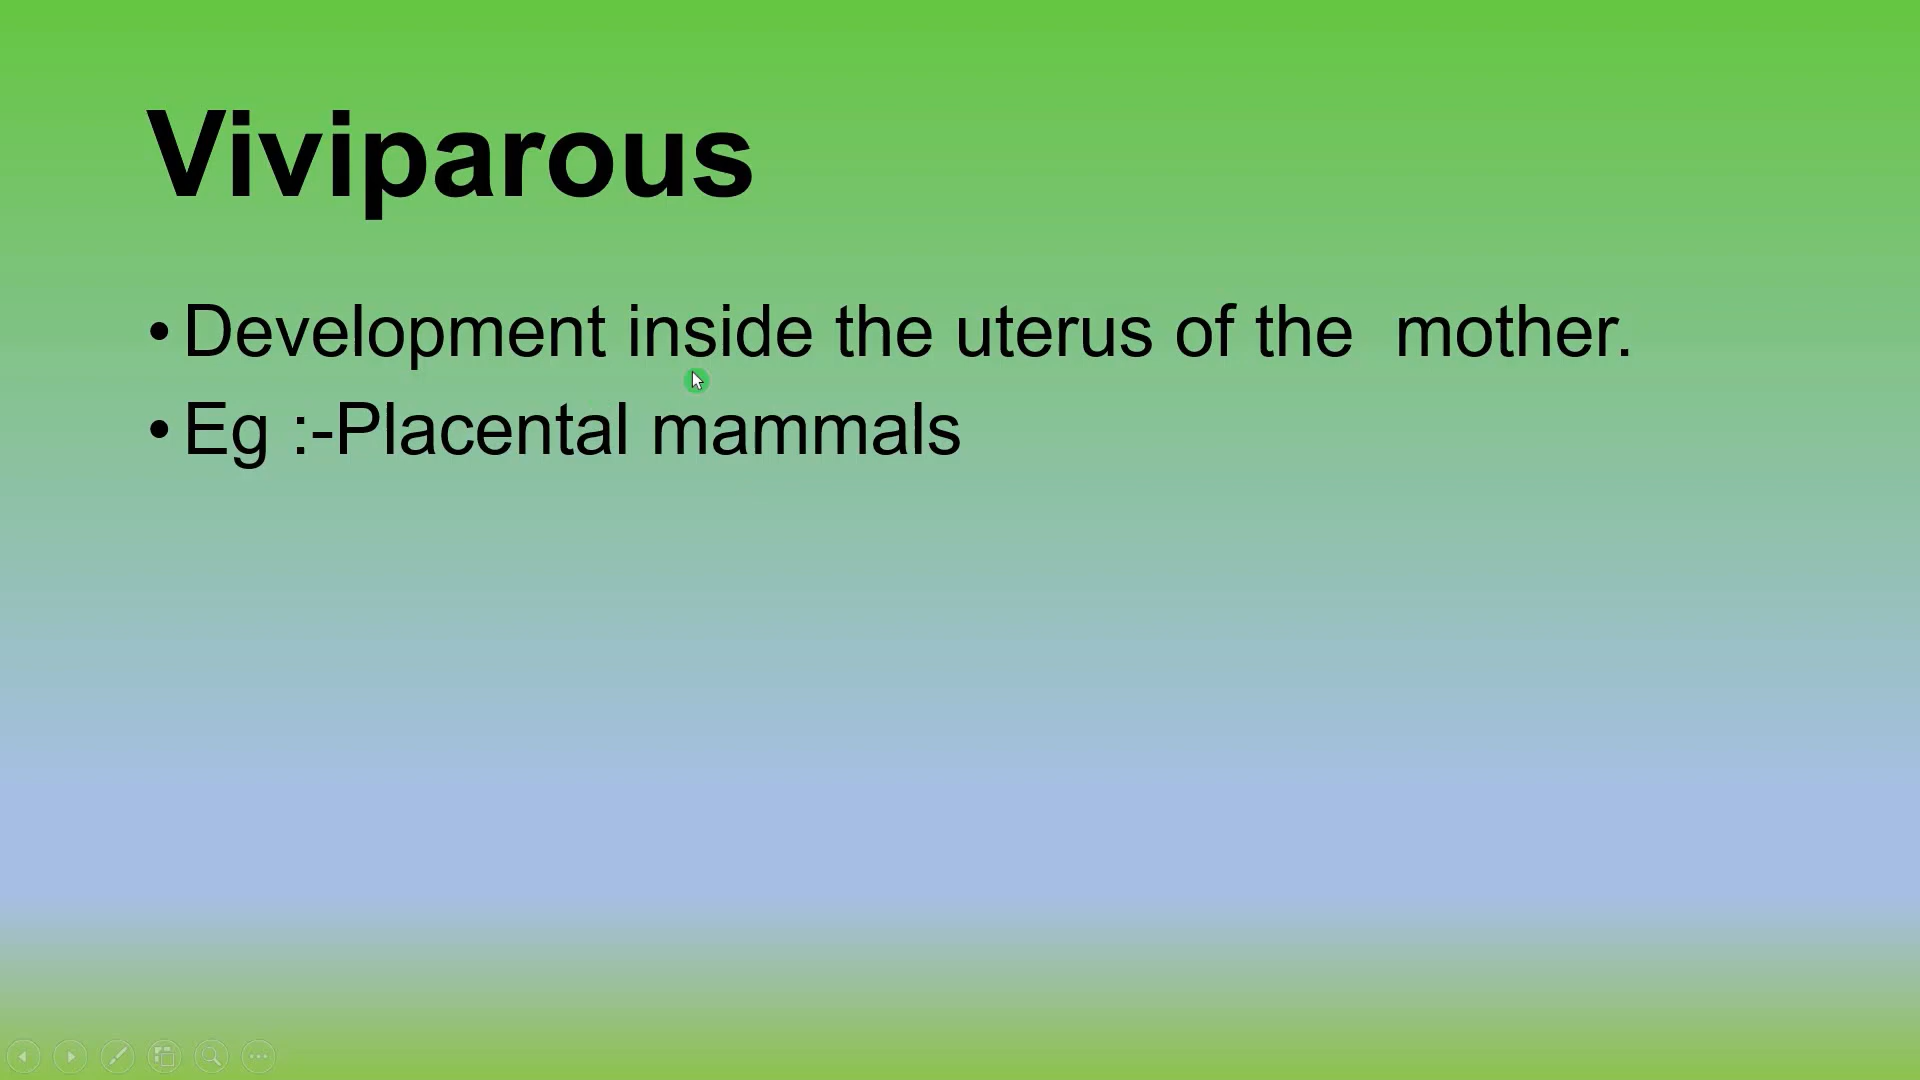 Viviparous
•Development inside the uterus of the  mother.
•Eg :-Placental mammals